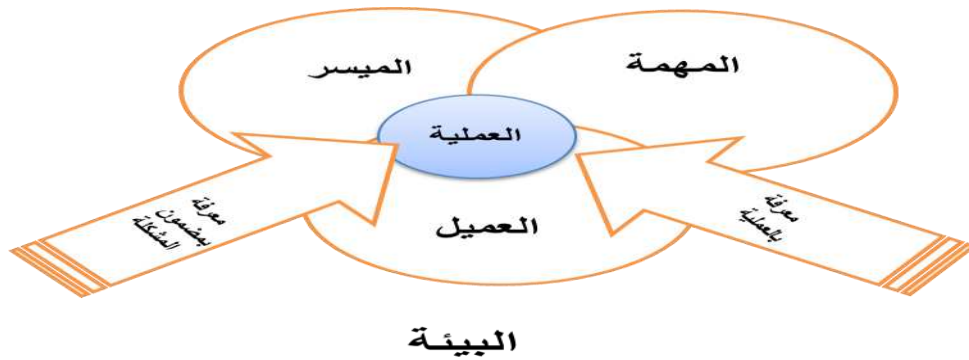 المهمة
الميسر
العملية
العميل
معرفة
بالعملية
معرفة
بمضمون
المشكلة
البيئة